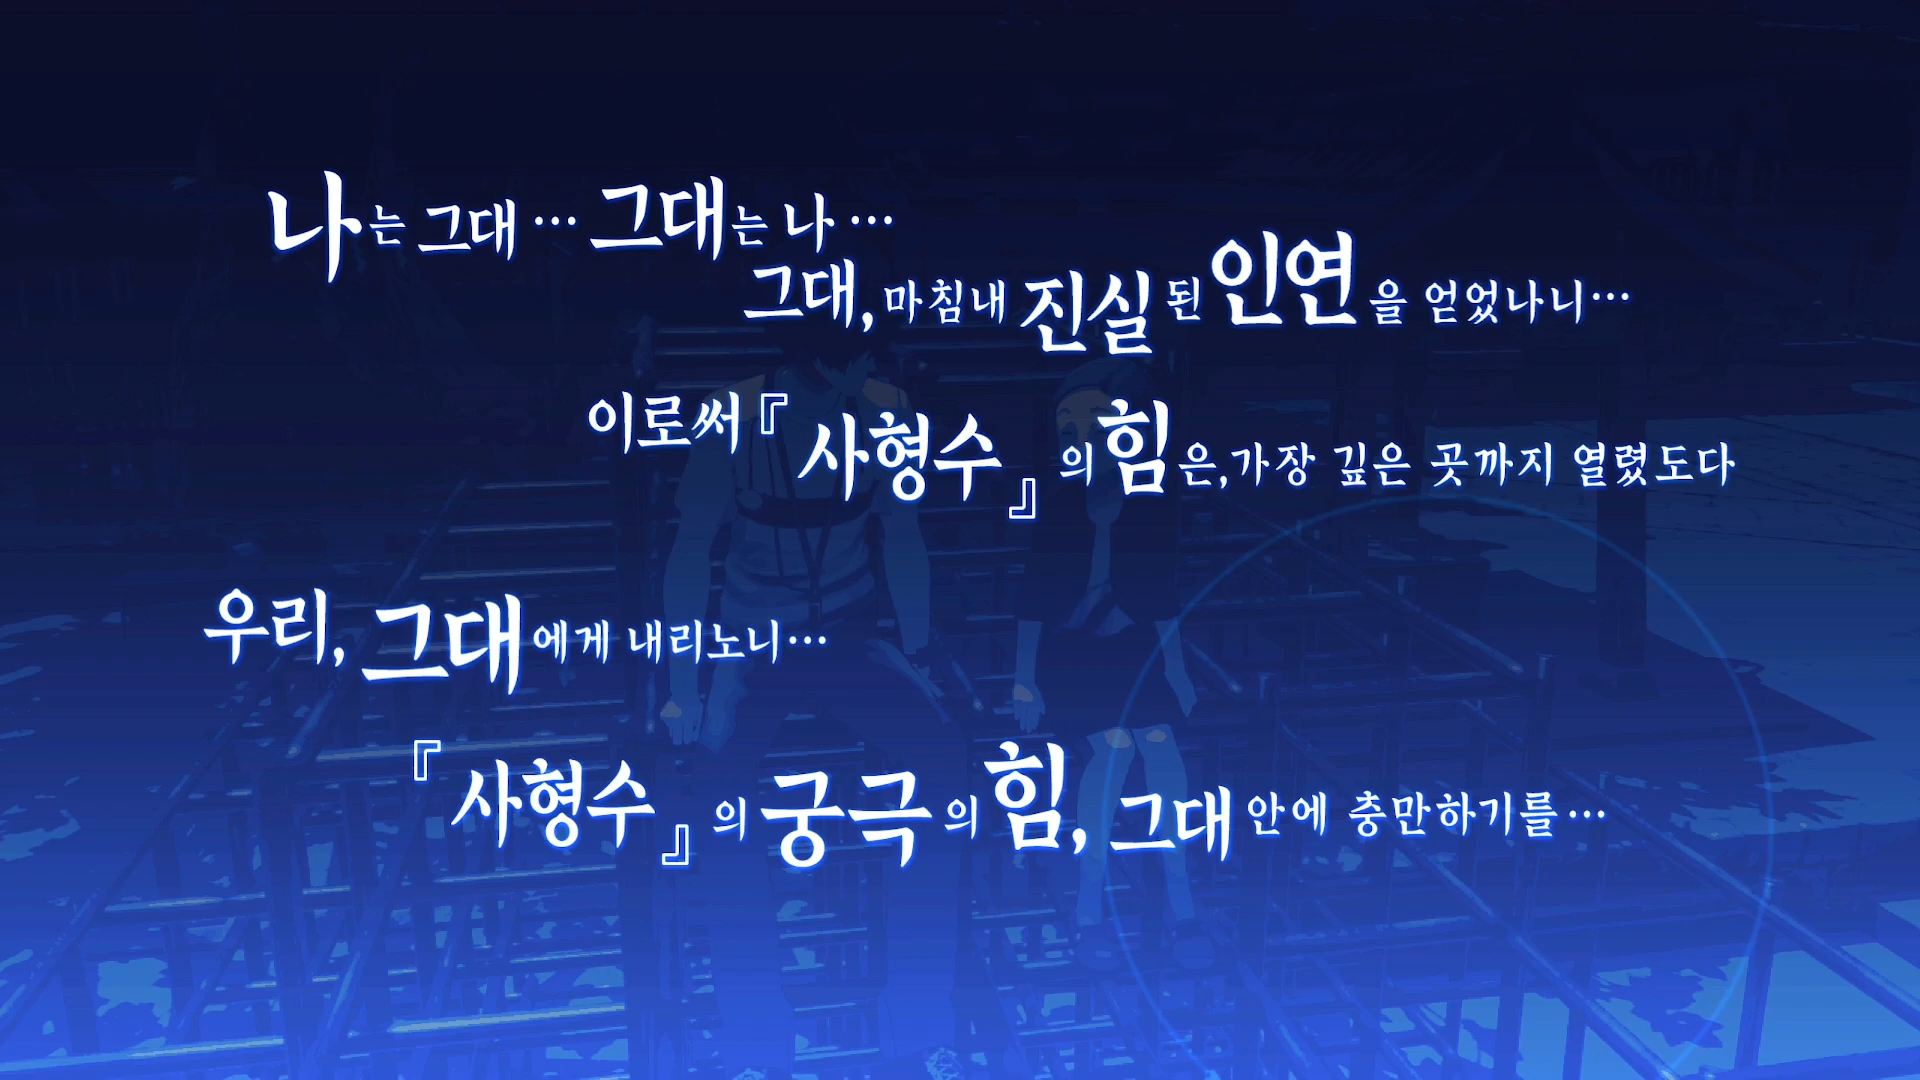 나는 그대… 그대는 나…
그대, 마침내 진실된 인연을 얻었나니…
이로써 『사형수』의 힘은, 가장 깊은 곳까지 열렸도다
우리, 그대에게 내리노니…
『사형수』의 궁극의 힘, 그대 안에 충만하기를…